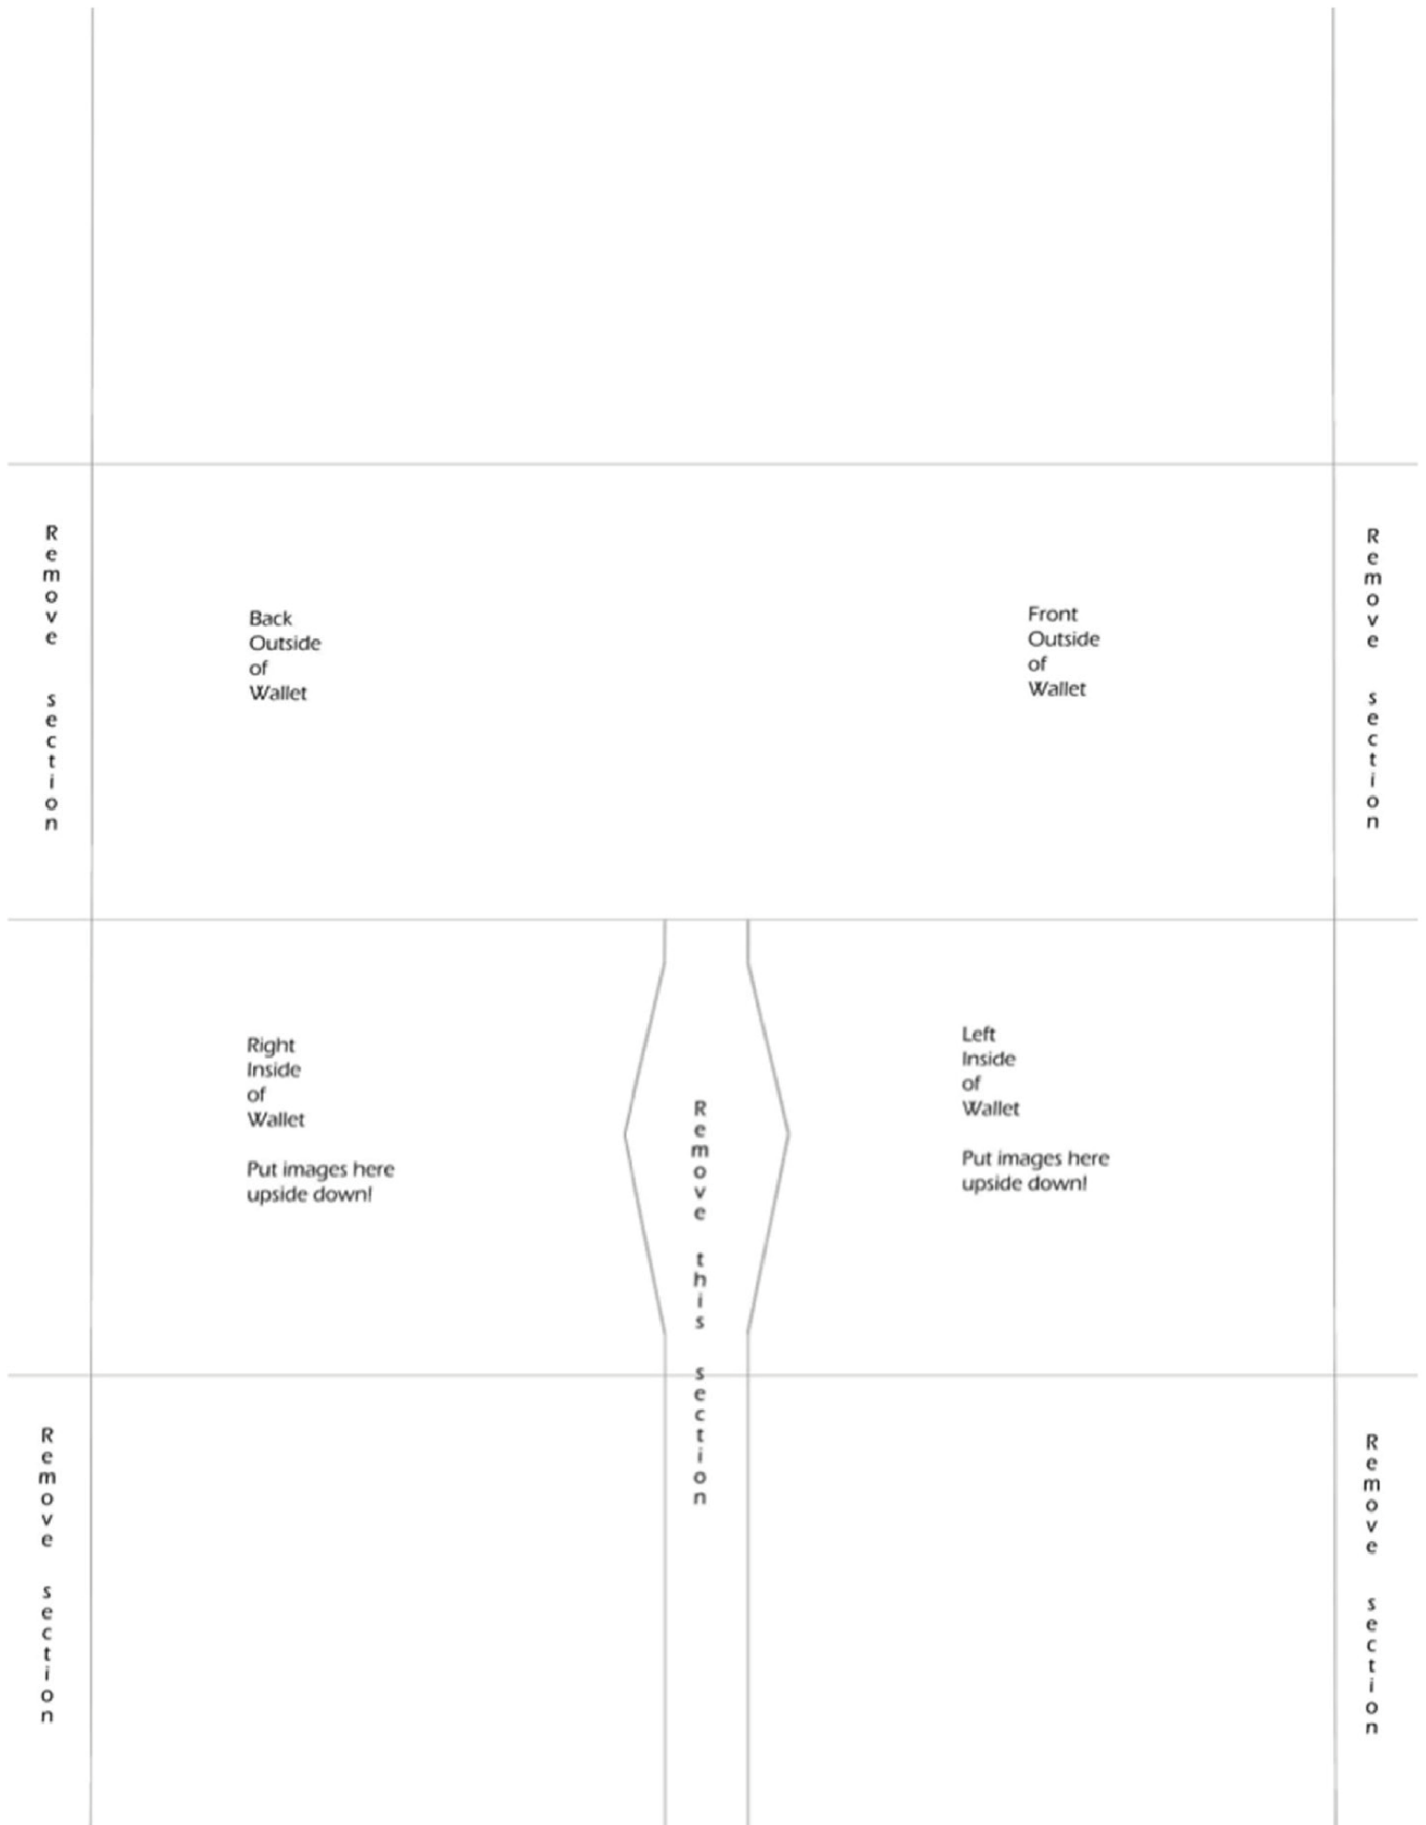 Remove section
Back
Outside
of
Wallet
Front
Outside
of
Wallet
Remove section
Right
Inside
of
Wallet
Put images here
upside down!
Remove this section
Left
Inside
of
Wallet
Put images here
upside down!
Remove section
Remove section